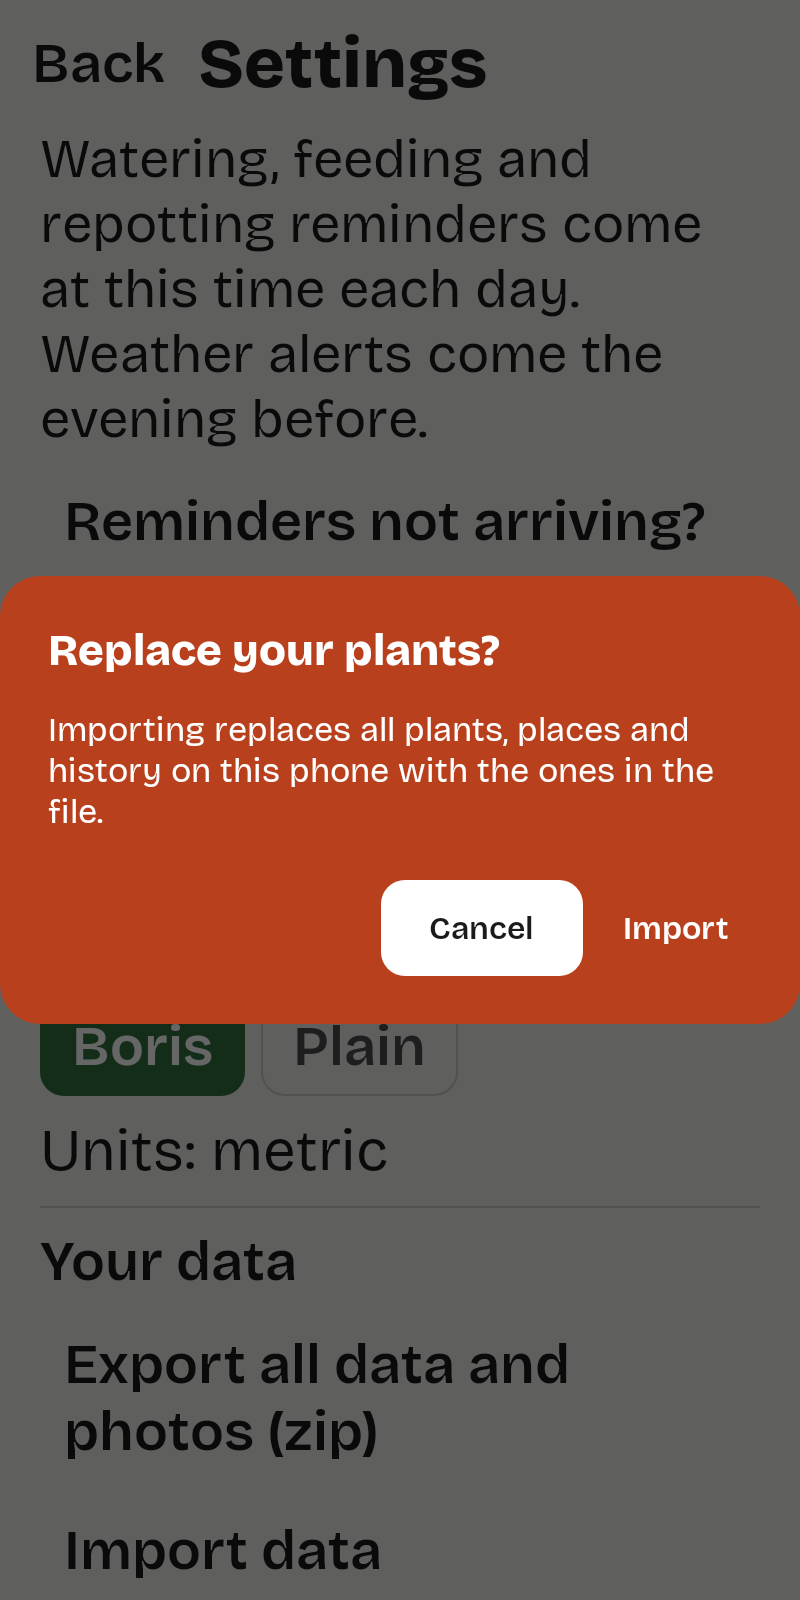 Back Settings
Watering, feeding and
repotting reminders come
at this time each day.
Weather alerts come the
evening before.
Reminders not arriving?
Replace your plants?
Importing replaces all plants, places and
history on this phone with the ones in the
file.
Cancel Import
Boris Plain
Units: metric
Your data
Export all data and
photos (zip)
Import data